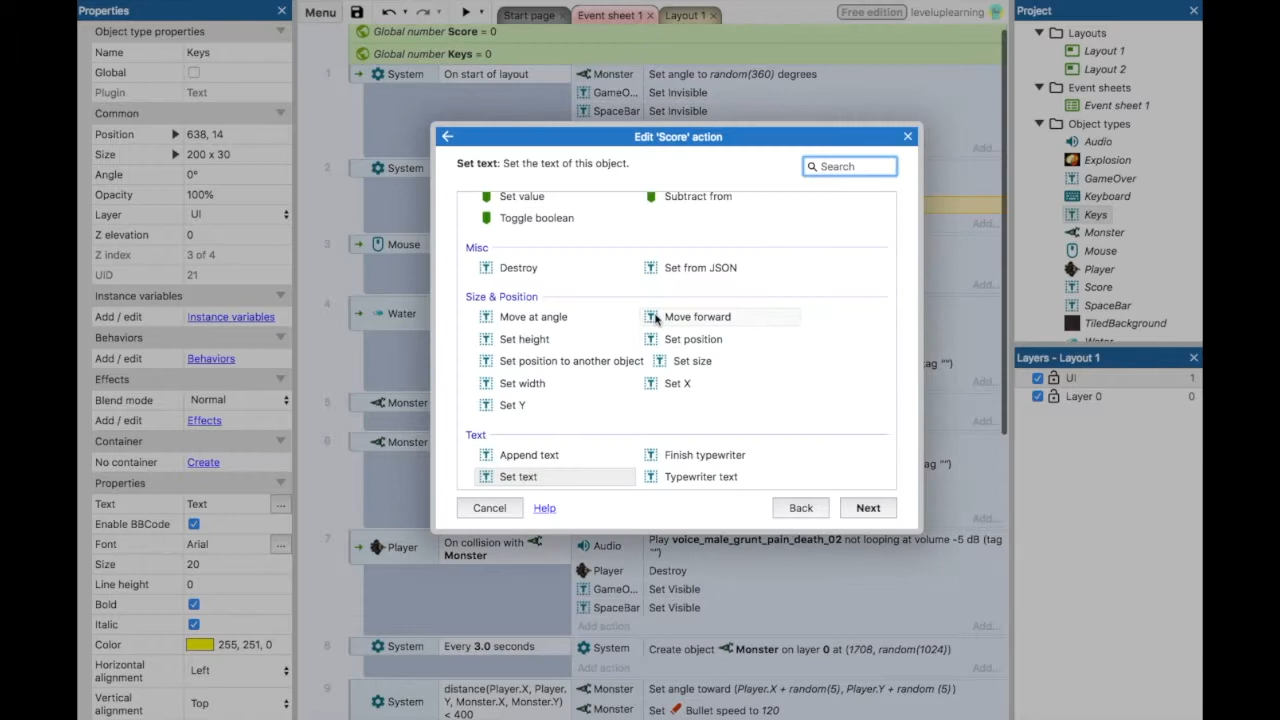 Properties
Object type properties
Name Keys
Global
Plugin Text
Common
Position 638, 14
Size 200 x 30
Angle 0°
Opacity 100%
Layer UI
Z elevation 0
Z index 3 of 4
UID 21
Instance variables
Add / edit Instance variables
Behaviors
Add / edit Behaviors
Effects
Blend mode Normal
Add / edit Effects
Container
No container Create
Properties
Text Text ...
Enable BBCode
Font Arial ...
Size 20
Line height 0
Bold
Italic
Color 255, 251, 0
Horizontal alignment Left
Vertical alignment Top
Menu
Start page
Event sheet 1
Layout 1
Free edition
leveluplearning
Global number Score = 0
Global number Keys = 0
1 System On start of layout Monster Set angle to random(360) degrees
GameO... Set Invisible
SpaceBar Set Invisible
Add...
2 System
Add...
3 Mouse
4 Water
ag "")
Add...
5 Monster
Add...
6 Monster
ag "")
Add...
Edit 'Score' action
Set text: Set the text of this object.
Search
Set value Subtract from
Toggle boolean
Misc
Destroy Set from JSON
Size & Position
Move at angle Move forward
Set height Set position
Set position to another object Set size
Set width Set X
Set Y
Text
Append text Finish typewriter
Set text Typewriter text
Cancel Help Back Next
7 Player On collision with Monster
Audio Play voice_male_grunt_pain_death_02 not looping at volume -5 dB (tag "")
Player Destroy
GameO... Set Visible
SpaceBar Set Visible
Add action Add...
8 System Every 3.0 seconds System Create object Monster on layer 0 at (1708, random(1024))
Add action Add...
9 System distance(Player.X, Player.Y, Monster.X, Monster.Y) < 400
Monster Set angle toward (Player.X + random(5), Player.Y + random (5))
Monster Set Bullet speed to 120
Project
Layouts
Layout 1
Layout 2
Event sheets
Event sheet 1
Object types
Audio
Explosion
GameOver
Keyboard
Keys
Monster
Mouse
Player
Score
SpaceBar
TiledBackground
Water
Layers - Layout 1
UI 1
Layer 0 0